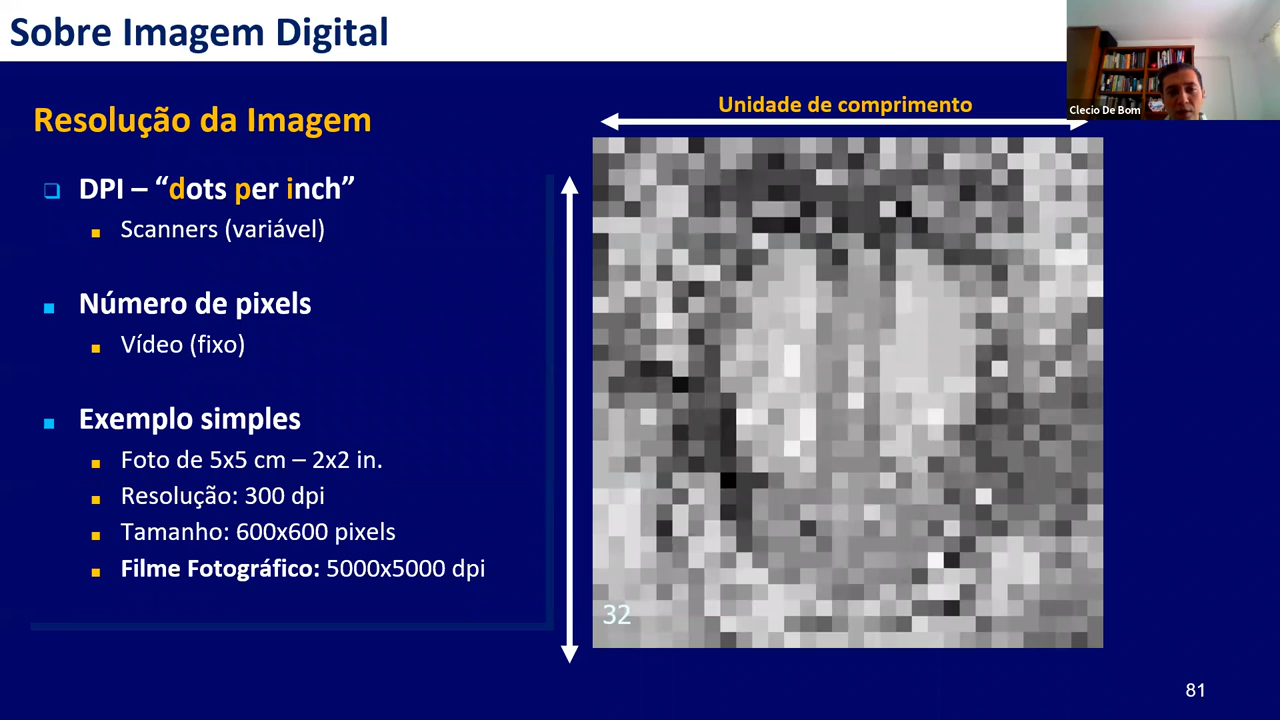 Sobre Imagem Digital
Clecio De Bom
Resolução da Imagem
Unidade de comprimento
DPI – “dots per inch”
Scanners (variável)
Número de pixels
Vídeo (fixo)
Exemplo simples
Foto de 5x5 cm – 2x2 in.
Resolução: 300 dpi
Tamanho: 600x600 pixels
Filme Fotográfico: 5000x5000 dpi
32
81